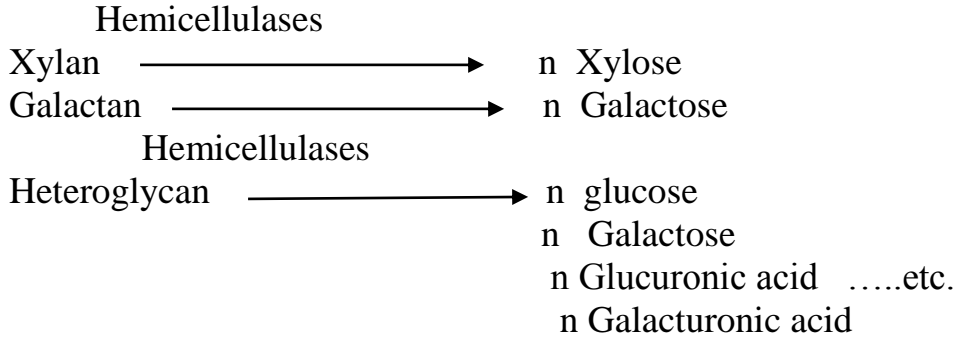 Hemicellulases
Xylan n Xylose
Galactan n Galactose
Hemicellulases
Heteroglycan n glucose
n Galactose
n Glucuronic acid …..etc.
n Galacturonic acid